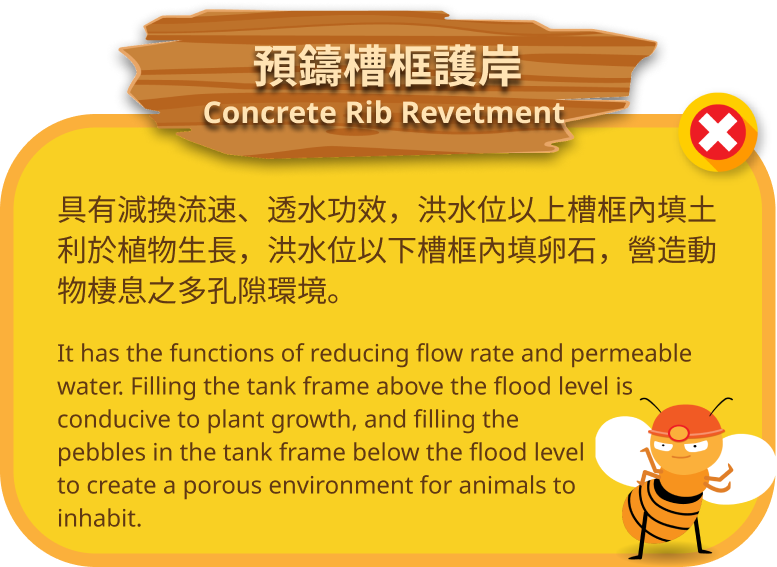 預鑄槽框護岸
Concrete Rib Revetment
具有減換流速、透水功效，洪水位以上槽框內填土
利於植物生長，洪水位以下槽框內填卵石，營造動
物棲息之多孔隙環境。
It has the functions of reducing flow rate and permeable
water. Filling the tank frame above the flood level is
conducive to plant growth, and filling the
pebbles in the tank frame below the flood level
to create a porous environment for animals to
inhabit.